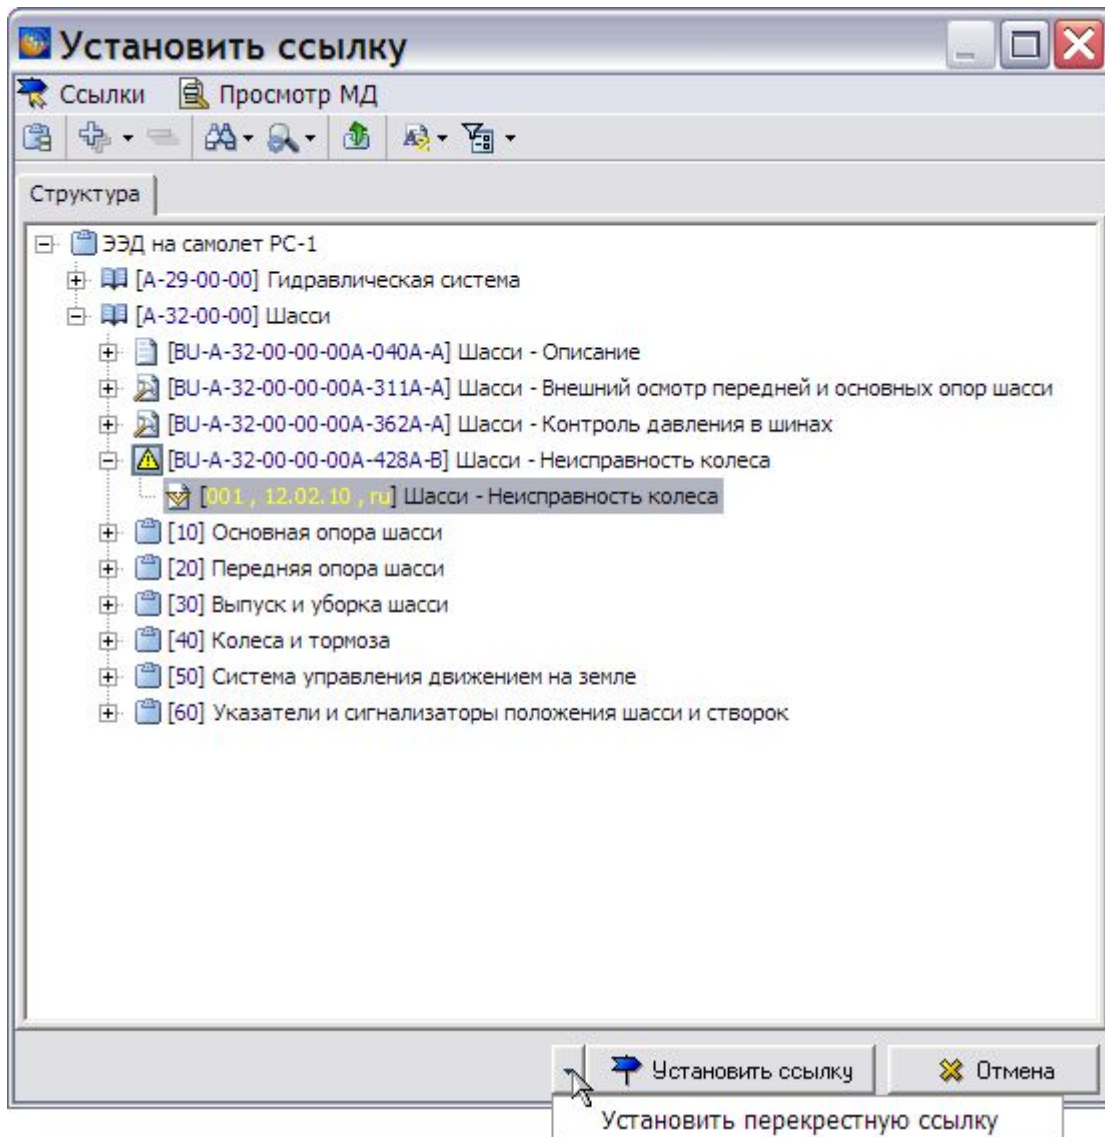 Установить ссылку
Ссылки Просмотр МД
Структура
ЭЭД на самолет РС-1
[A-29-00-00] Гидравлическая система
[A-32-00-00] Шасси
[BU-A-32-00-00-00A-040A-A] Шасси - Описание
[BU-A-32-00-00-00A-311A-A] Шасси - Внешний осмотр передней и основных опор шасси
[BU-A-32-00-00-00A-362A-A] Шасси - Контроль давления в шинах
[BU-A-32-00-00-00A-428A-B] Шасси - Неисправность колеса
[001 , 12.02.10 , ru] Шасси - Неисправность колеса
[10] Основная опора шасси
[20] Передняя опора шасси
[30] Выпуск и уборка шасси
[40] Колеса и тормоза
[50] Система управления движением на земле
[60] Указатели и сигнализаторы положения шасси и створок
Установить ссылку Отмена
Установить перекрестную ссылку